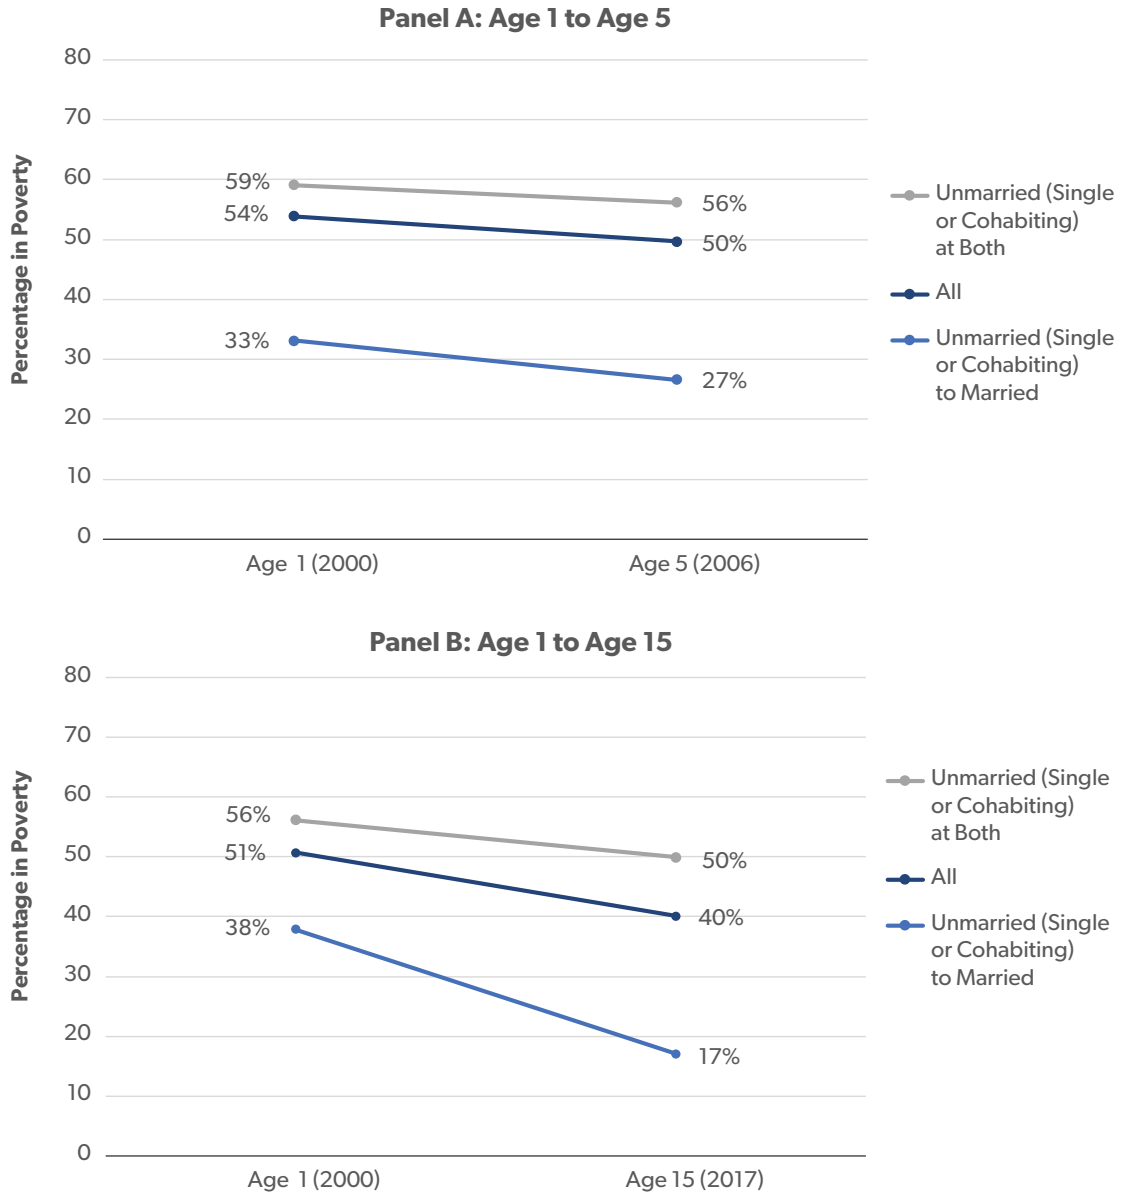 Panel A: Age 1 to Age 5
Percentage in Poverty
80
70
60
50
40
30
20
10
0
59%
54%
33%
56%
50%
27%
Age 1 (2000)
Age 5 (2006)
Unmarried (Single
or Cohabiting)
at Both
All
Unmarried (Single
or Cohabiting)
to Married
Panel B: Age 1 to Age 15
Percentage in Poverty
80
70
60
50
40
30
20
10
0
56%
51%
38%
50%
40%
17%
Age 1 (2000)
Age 15 (2017)
Unmarried (Single
or Cohabiting)
at Both
All
Unmarried (Single
or Cohabiting)
to Married